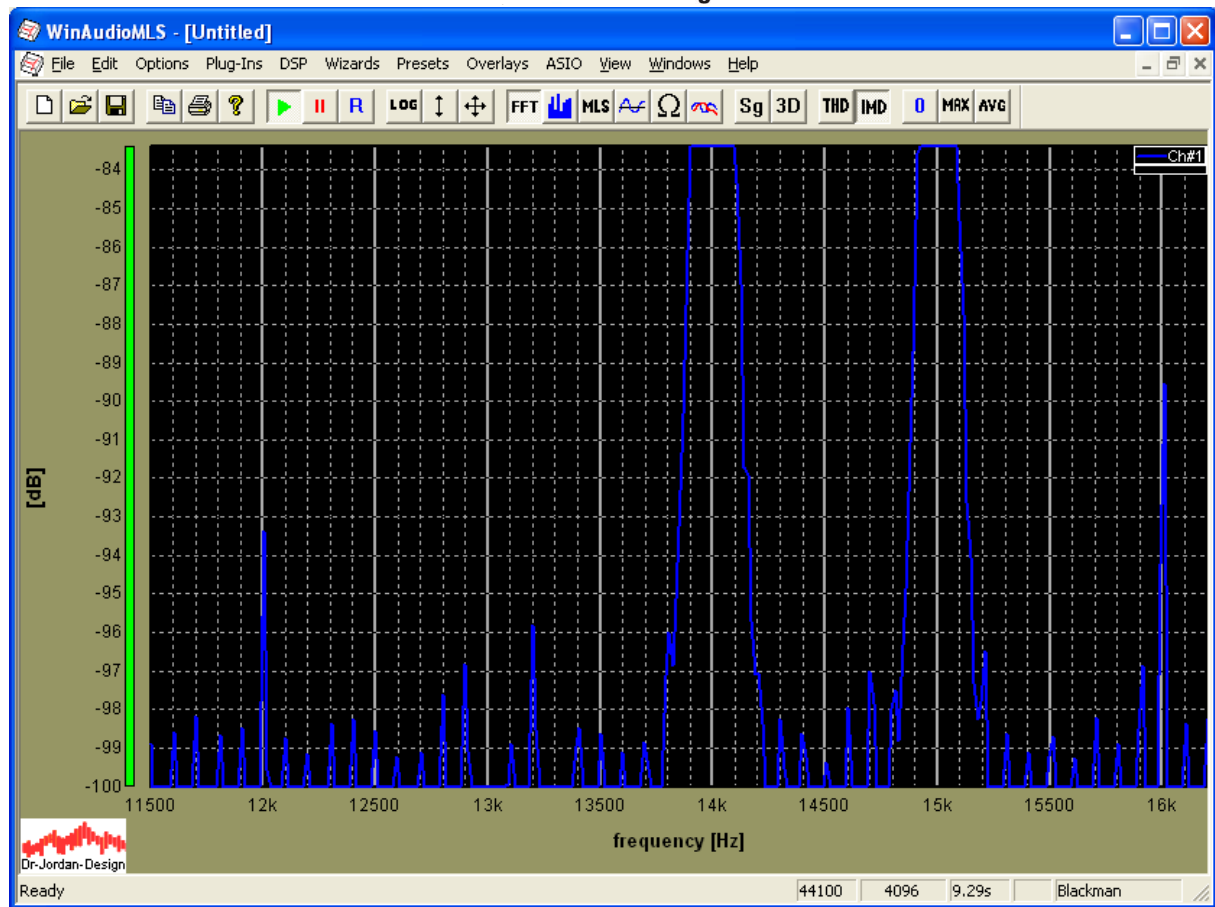 WinAudioMLS - [Untitled]
File Edit Options Plug-Ins DSP Wizards Presets Overlays ASIO View Windows Help
R LOG FFT MLS Ω Sg 3D THD IMD 0 MAX AVG
Ch#1
-84
-85
-86
-87
-88
-89
-90
-91
-92
-93
-94
-95
-96
-97
-98
-99
-100
[dB]
11500 12k 12500 13k 13500 14k 14500 15k 15500 16k
frequency [Hz]
Dr-Jordan-Design
Ready 44100 4096 9.29s Blackman